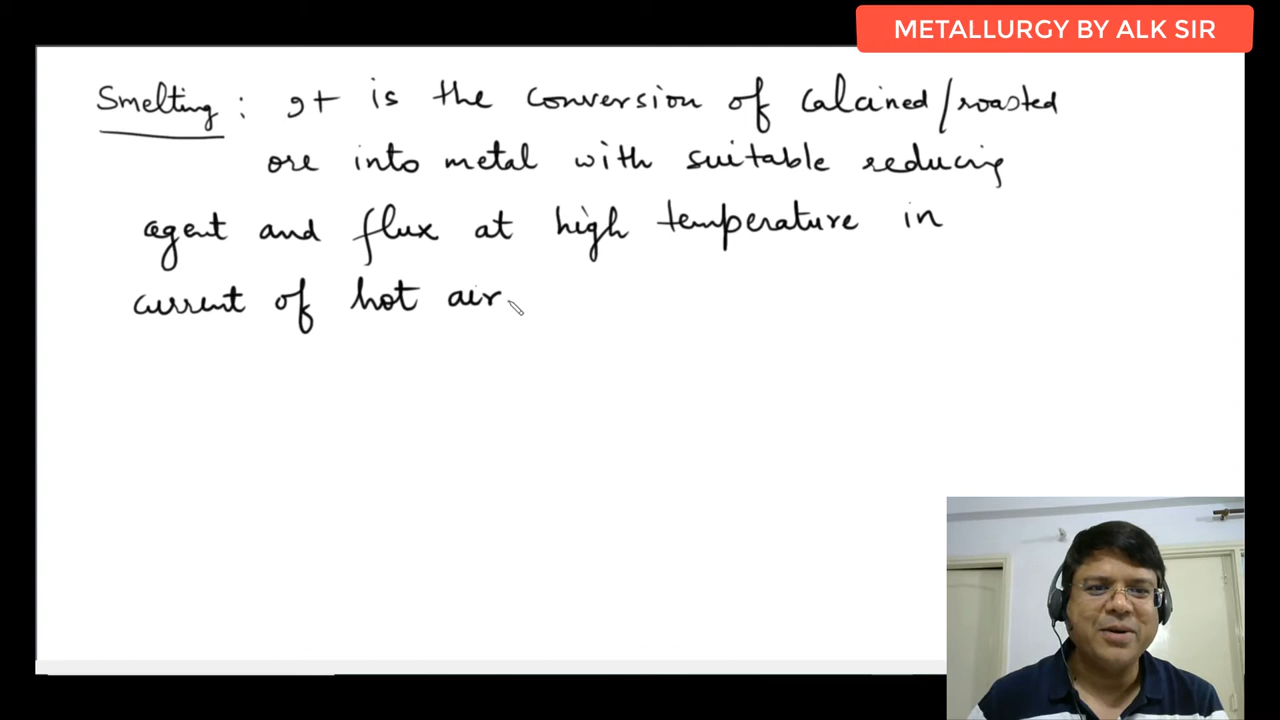 METALLURGY BY ALK SIR
Smelting : It is the conversion of calcined/roasted
ore into metal with suitable reducing
agent and flux at high temperature in
current of hot air